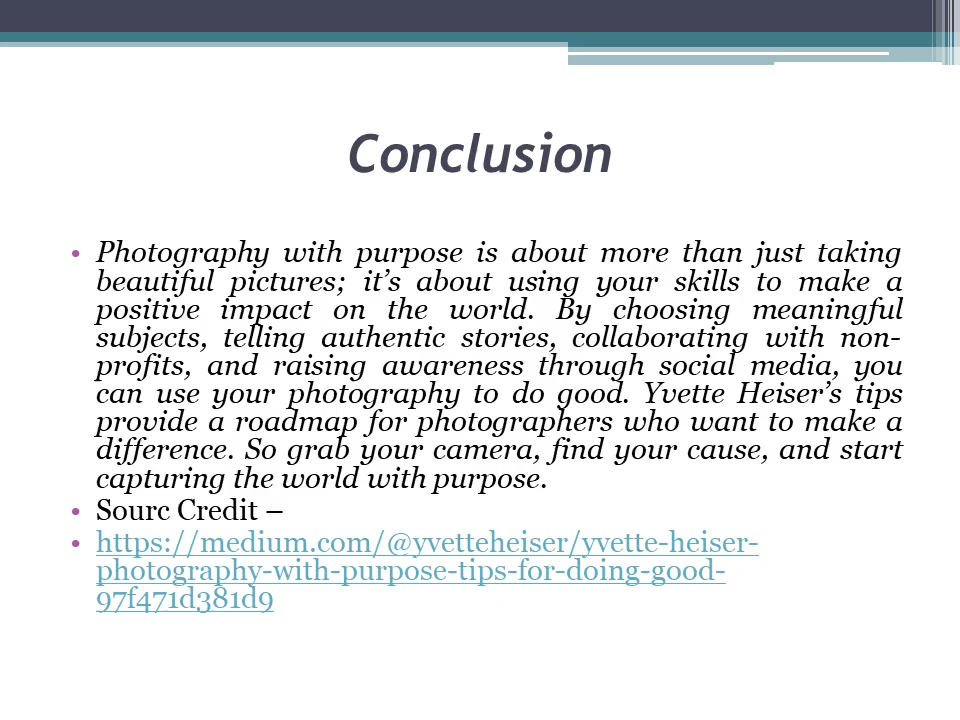 Conclusion
• Photography with purpose is about more than just taking
beautiful pictures; it’s about using your skills to make a
positive impact on the world. By choosing meaningful
subjects, telling authentic stories, collaborating with non-
profits, and raising awareness through social media, you
can use your photography to do good. Yvette Heiser’s tips
provide a roadmap for photographers who want to make a
difference. So grab your camera, find your cause, and start
capturing the world with purpose.
• Sourc Credit –
• https://medium.com/@yvetteheiser/yvette-heiser-
photography-with-purpose-tips-for-doing-good-
97f471d381d9